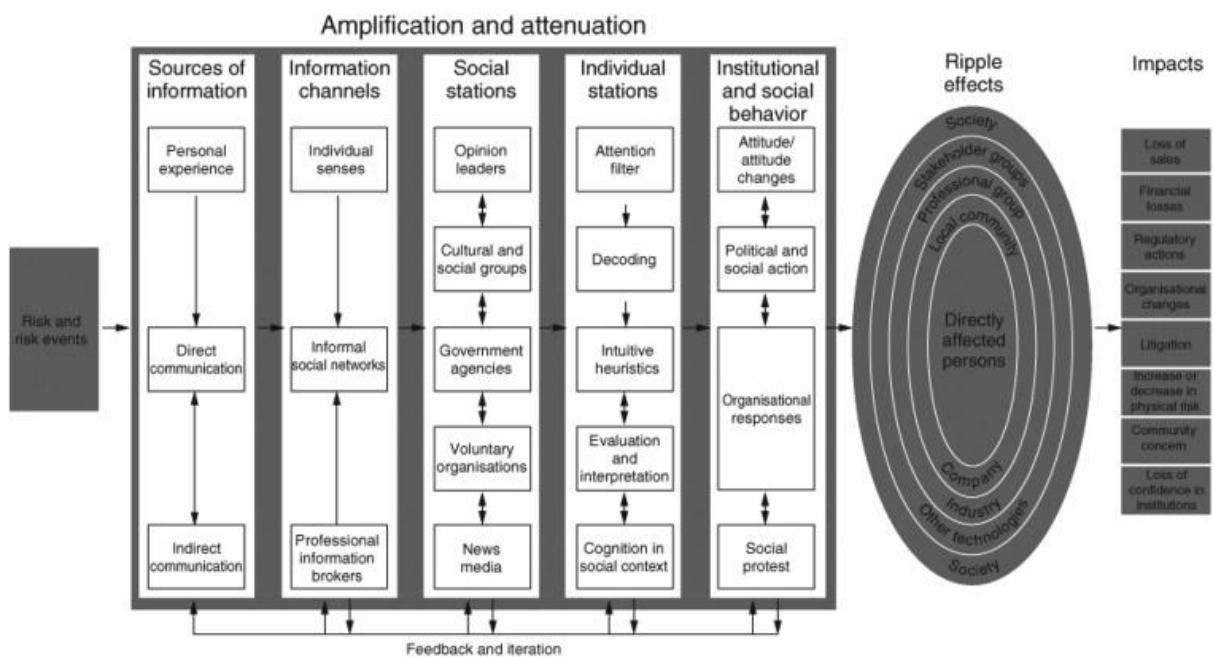 Amplification and attenuation
Sources of
information
Personal
experience
Direct
communication
Indirect
communication
Information
channels
Individual
senses
Informal
social networks
Professional
information
brokers
Social
stations
Opinion
leaders
Cultural and
social groups
Government
agencies
Voluntary
organisations
News
media
Individual
stations
Attention
filter
Decoding
Intuitive
heuristics
Evaluation and
interpretation
Cognition in
social context
Institutional
and social
behavior
Attitude/
attitude
changes
Political and
social action
Organisational
responses
Social
protest
Risk and
risk events
Feedback and iteration
Ripple
effects
Society
Stakeholder groups
Professional group
Local community
Directly
affected
persons
Company
Industry
Other technologies
Society
Impacts
Loss of
sales
Financial
losses
Regulatory
actions
Organisational
changes
Litigation
Increase or
decrease in
physical risk
Community
concern
Loss of
confidence in
institutions